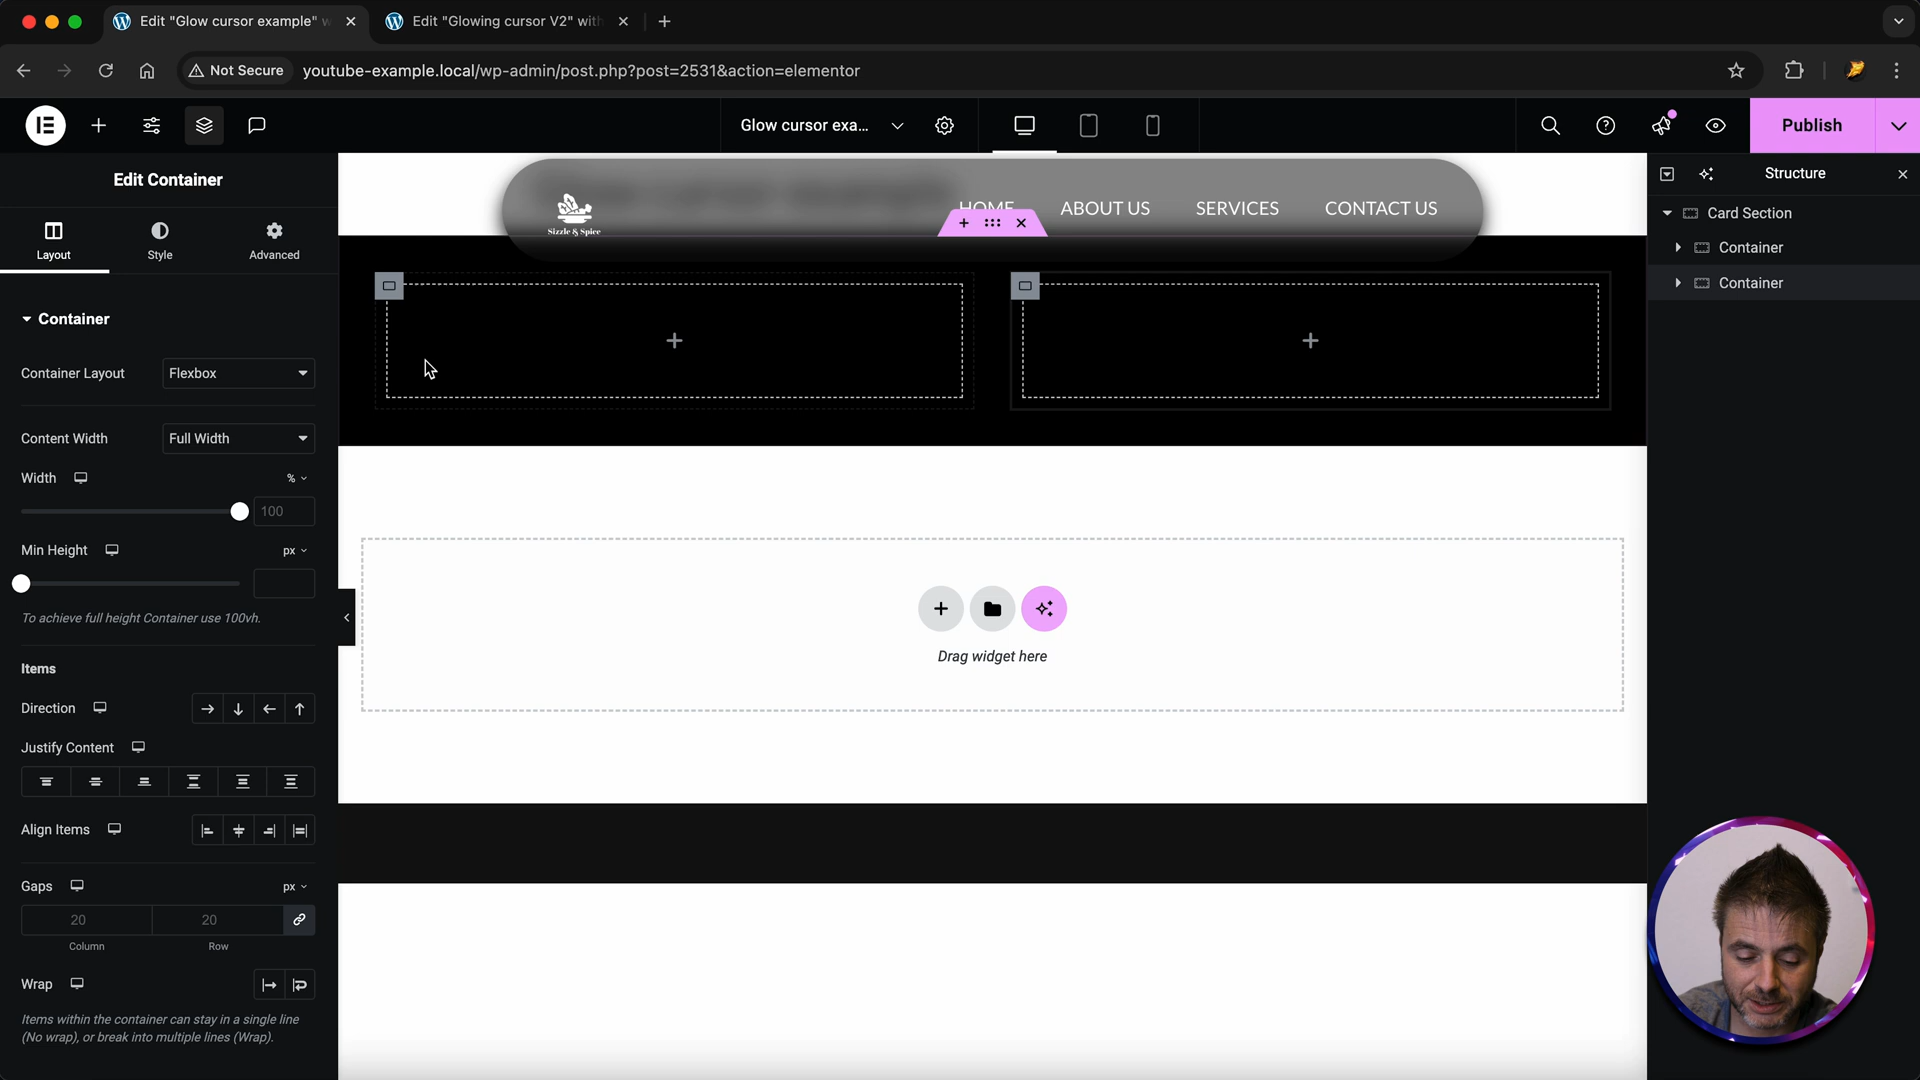 Edit "Glow cursor example" w
Edit "Glowing cursor V2" with
Not Secure
youtube-example.local/wp-admin/post.php?post=2531&action=elementor
Glow cursor exa...
Publish
Edit Container
Layout
Style
Advanced
Container
Container Layout
Flexbox
Content Width
Full Width
Width
%
100
Min Height
px
To achieve full height Container use 100vh.
Items
Direction
Justify Content
Align Items
Gaps
px
20
20
Column
Row
Wrap
Items within the container can stay in a single line
(No wrap), or break into multiple lines (Wrap).
Sizzle & Spice
HOME
ABOUT US
SERVICES
CONTACT US
Drag widget here
Structure
Card Section
Container
Container